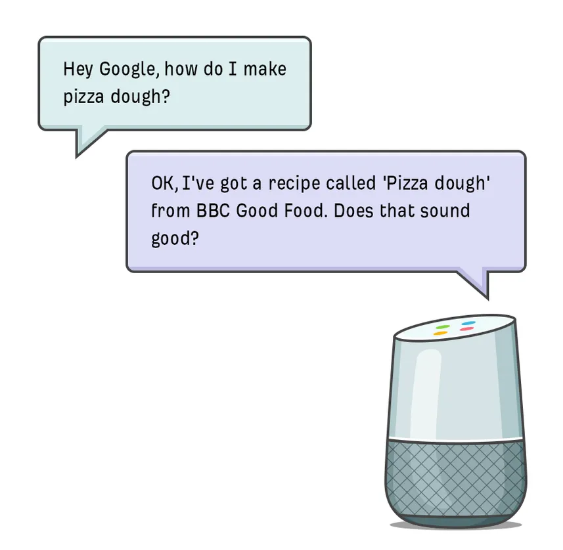 Hey Google, how do I make
pizza dough?
OK, I've got a recipe called 'Pizza dough'
from BBC Good Food. Does that sound
good?